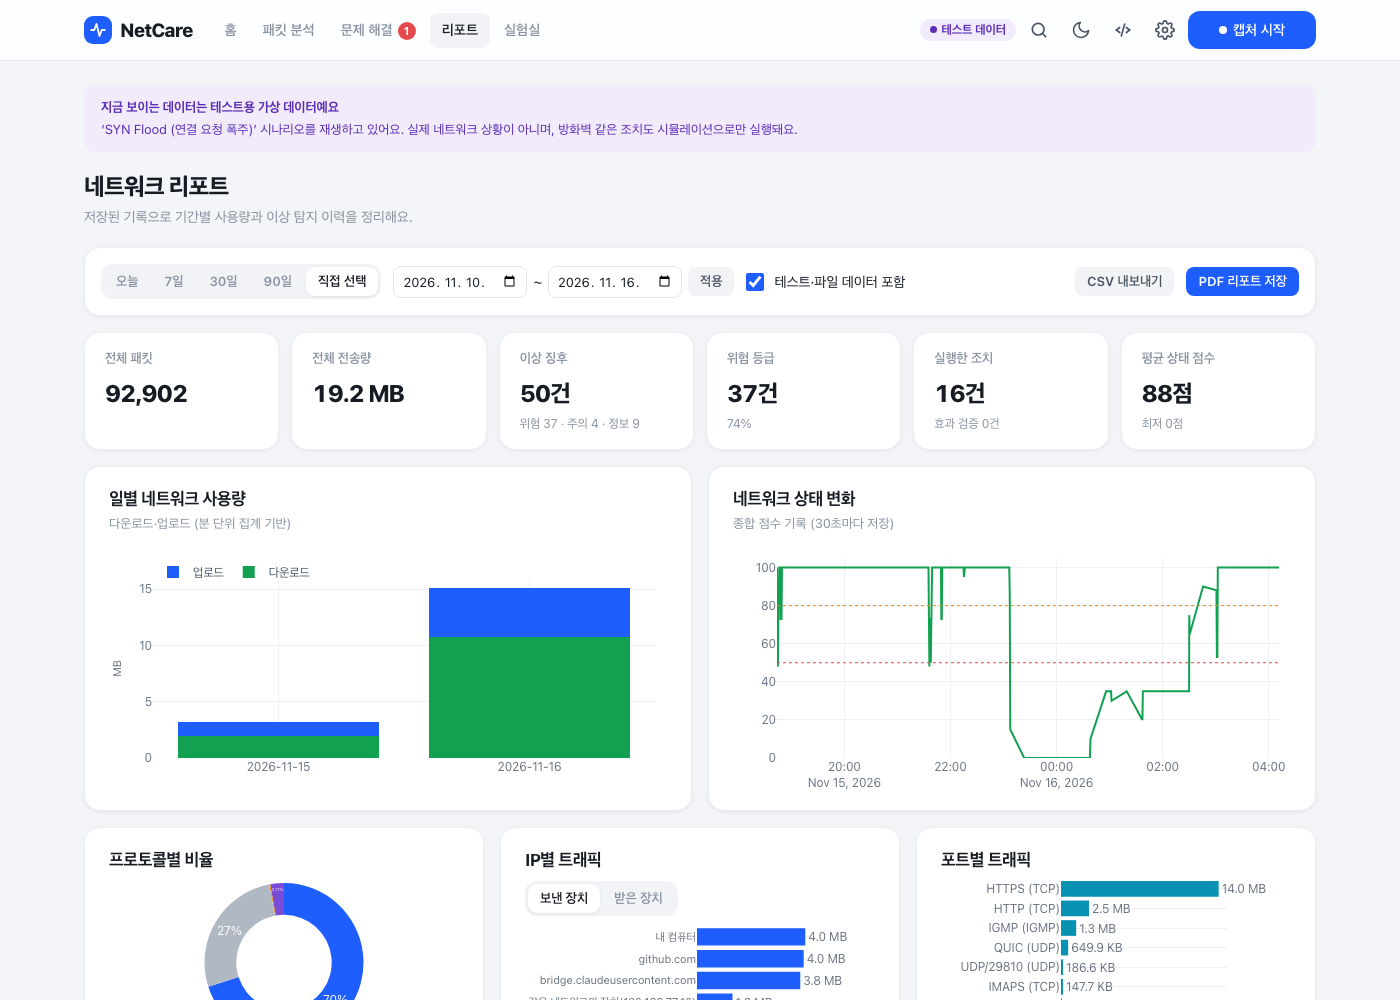 NetCare
홈
패킷 분석
문제 해결 1
리포트
실험실
테스트 데이터
캡처 시작
지금 보이는 데이터는 테스트용 가상 데이터예요
‘SYN Flood (연결 요청 폭주)’ 시나리오를 재생하고 있어요. 실제 네트워크 상황이 아니며, 방화벽 같은 조치도 시뮬레이션으로만 실행돼요.
네트워크 리포트
저장된 기록으로 기간별 사용량과 이상 탐지 이력을 정리해요.
오늘 7일 30일 90일 직접 선택 2026. 11. 10. ~ 2026. 11. 16. 적용 테스트·파일 데이터 포함 CSV 내보내기 PDF 리포트 저장
전체 패킷
92,902
전체 전송량
19.2 MB
이상 징후
50건
위험 37 · 주의 4 · 정보 9
위험 등급
37건
74%
실행한 조치
16건
효과 검증 0건
평균 상태 점수
88점
최저 0점
일별 네트워크 사용량
다운로드·업로드 (분 단위 집계 기반)
업로드 다운로드
15
10
5
0
MB
2026-11-15 2026-11-16
네트워크 상태 변화
종합 점수 기록 (30초마다 저장)
100
80
60
40
20
0
20:00 22:00 00:00 02:00 04:00
Nov 15, 2026 Nov 16, 2026
프로토콜별 비율
27%
70%
IP별 트래픽
보낸 장치 받은 장치
내 컴퓨터 4.0 MB
github.com 4.0 MB
bridge.claudeusercontent.com 3.8 MB
포트별 트래픽
HTTPS (TCP) 14.0 MB
HTTP (TCP) 2.5 MB
IGMP (IGMP) 1.3 MB
QUIC (UDP) 649.9 KB
UDP/29810 (UDP) 186.6 KB
IMAPS (TCP) 147.7 KB